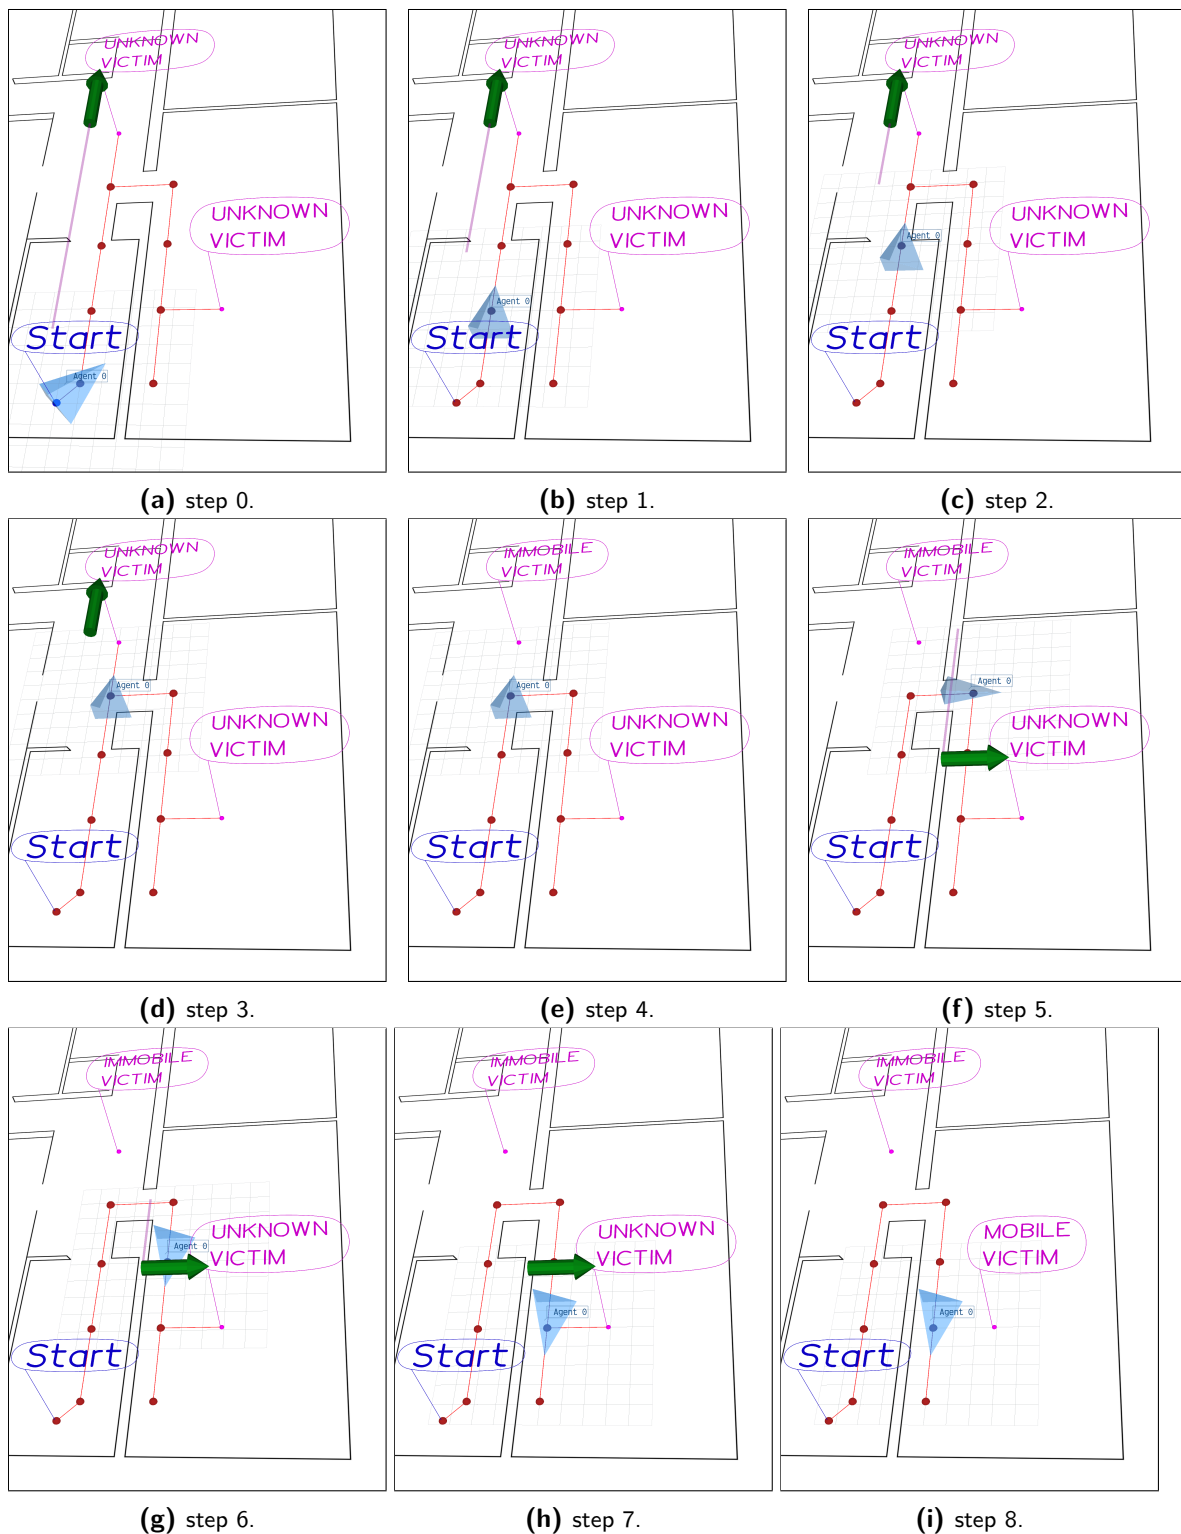 UNKNOWN
VICTIM
UNKNOWN
VICTIM
Start
Agent 0
(a) step 0.
UNKNOWN
VICTIM
UNKNOWN
VICTIM
Agent 0
Start
(b) step 1.
UNKNOWN
VICTIM
UNKNOWN
VICTIM
Agent 0
Start
(c) step 2.
UNKNOWN
VICTIM
Agent 0
UNKNOWN
VICTIM
Start
(d) step 3.
IMMOBILE
VICTIM
Agent 0
UNKNOWN
VICTIM
Start
(e) step 4.
IMMOBILE
VICTIM
Agent 0
UNKNOWN
VICTIM
Start
(f) step 5.
IMMOBILE
VICTIM
UNKNOWN
Agent 0
VICTIM
Start
(g) step 6.
IMMOBILE
VICTIM
UNKNOWN
VICTIM
Agent 0
Start
(h) step 7.
IMMOBILE
VICTIM
MOBILE
VICTIM
Agent 0
Start
(i) step 8.